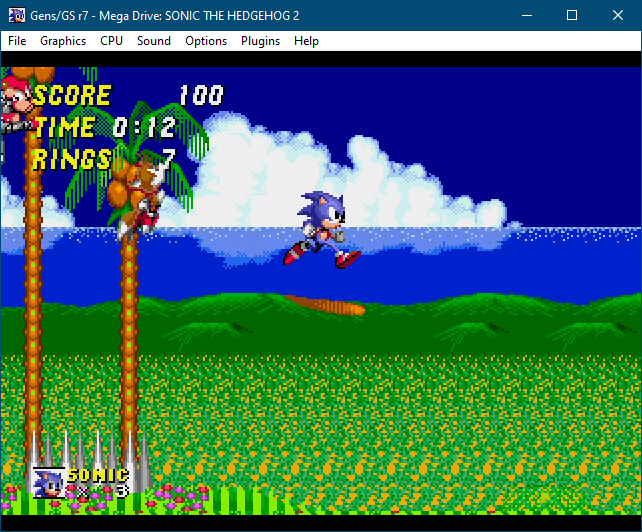 Gens/GS r7 - Mega Drive: SONIC THE HEDGEHOG 2
File Graphics CPU Sound Options Plugins Help
SCORE 100
TIME 0:12
RINGS 7
SONIC
x 3